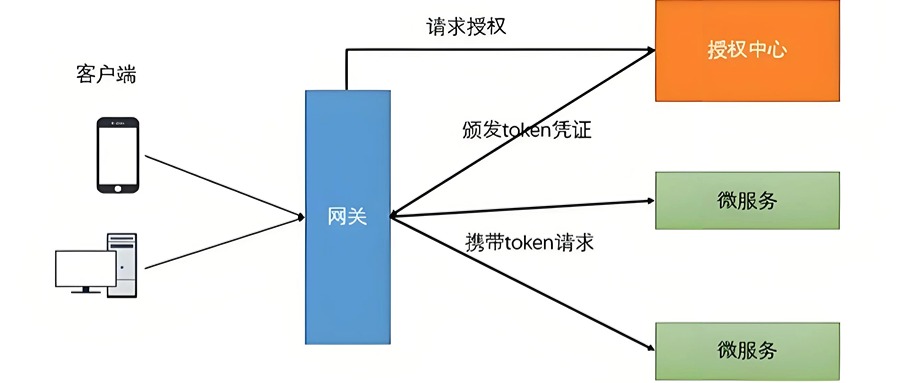 请求授权
授权中心
客户端
颁发token凭证
微服务
网关
携带token请求
微服务